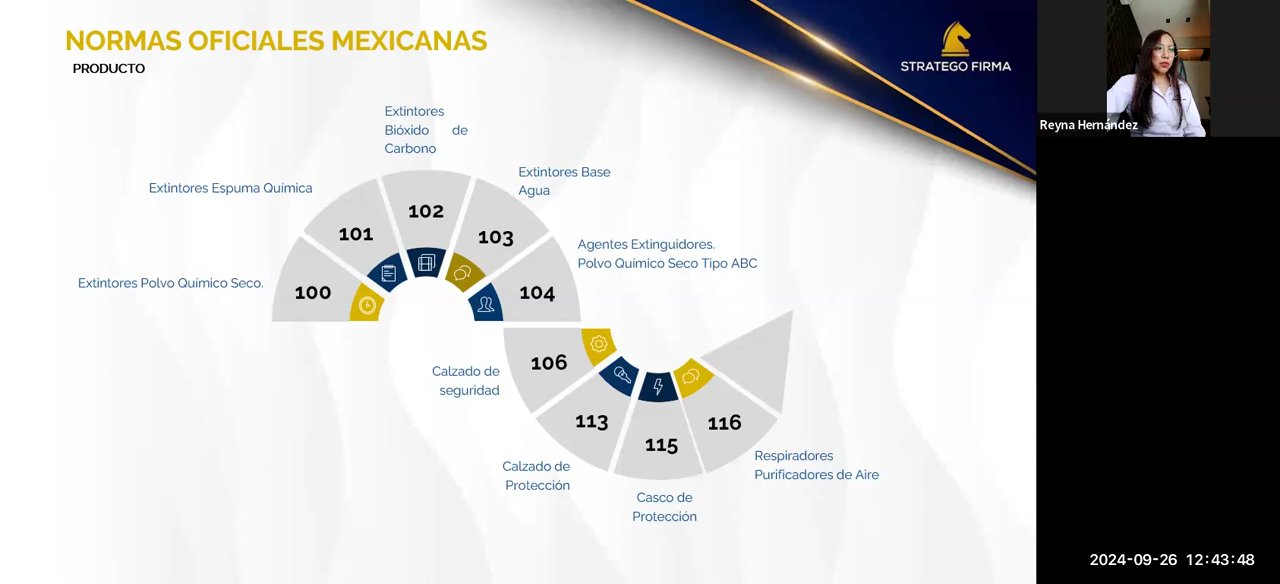 NORMAS OFICIALES MEXICANAS
PRODUCTO
STRATEGO FIRMA
Reyna Hernández
Extintores
Bióxido de
Carbono
Extintores Espuma Química
Extintores Base
Agua
102
101
103
Agentes Extinguidores.
Polvo Químico Seco Tipo ABC
Extintores Polvo Químico Seco.
100
104
106
Calzado de
seguridad
113
115
116
Respiradores
Purificadores de Aire
Calzado de
Protección
Casco de
Protección
2024-09-26 12:43:48